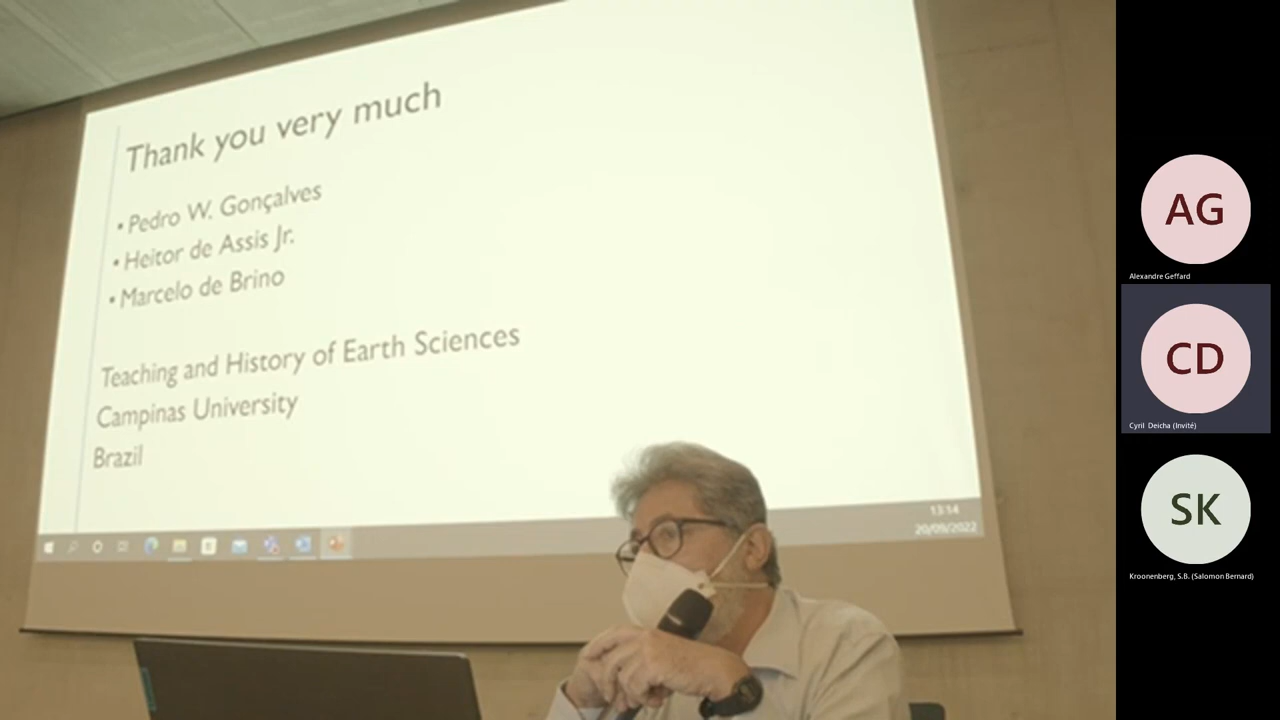 Thank you very much
• Pedro W. Gonçalves
• Heitor de Assis Jr.
• Marcelo de Brino
Teaching and History of Earth Sciences
Campinas University
Brazil
13:14
20/09/2022
AG
Alexandre Geffard
CD
Cyril Deicha (Invité)
SK
Kroonenberg, S.B. (Salomon Bernard)